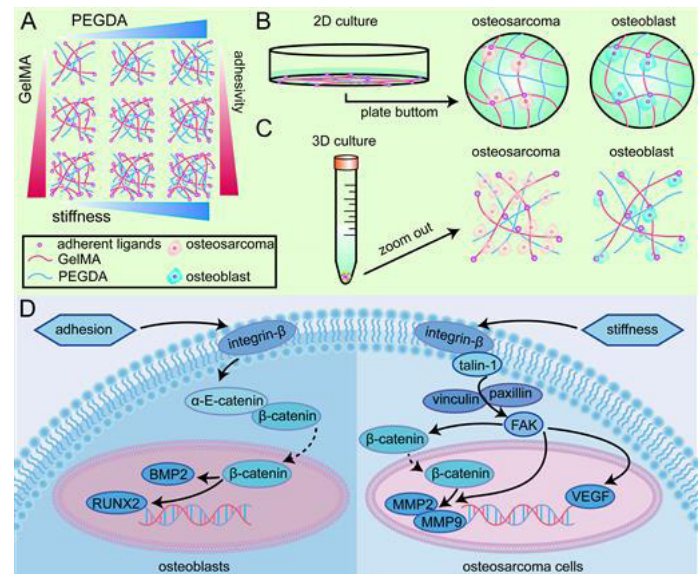 A
PEGDA
GelMA
adhesivity
stiffness
adherent ligands
GelMA
PEGDA
osteosarcoma
osteoblast
B
2D culture
plate buttom
osteosarcoma
osteoblast
C
3D culture
zoom out
osteosarcoma
osteoblast
D
adhesion
integrin-β
α-E-catenin
β-catenin
β-catenin
BMP2
RUNX2
osteoblasts
stiffness
integrin-β
talin-1
vinculin
paxillin
FAK
β-catenin
β-catenin
MMP2
MMP9
VEGF
osteosarcoma cells